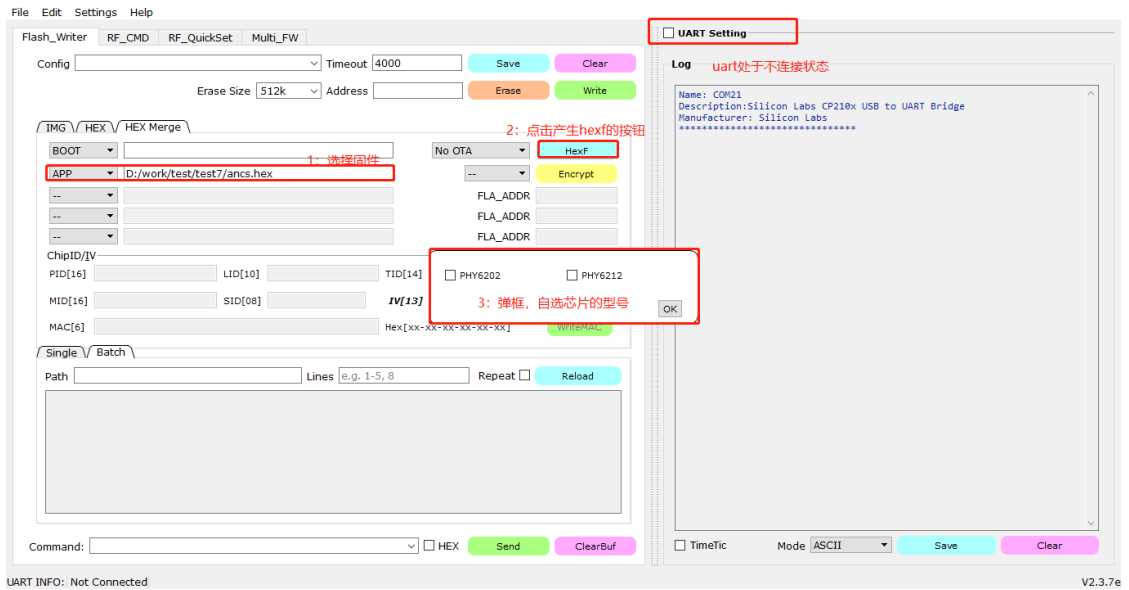 File Edit Settings Help
Flash_Writer RF_CMD RF_QuickSet Multi_FW
UART Setting
Config Timeout 4000 Save Clear
Log uart处于不连接状态
Erase Size 512k Address Erase Write
Name: COM21
Description:Silicon Labs CP210x USB to UART Bridge
Manufacturer: Silicon Labs
*******************************
IMG HEX HEX Merge
2：点击产生hexf的按钮
BOOT No OTA HexF
1：选择固件
APP D:/work/test/test7/ancs.hex -- Encrypt
-- FLA_ADDR
-- FLA_ADDR
-- FLA_ADDR
ChipID/IV
PID[16] LID[10] TID[14] PHY6202 PHY6212
MID[16] SID[08] IV[13] 3：弹框，自选芯片的型号
OK
MAC[6] Hex[xx-xx-xx-xx-xx-xx] WriteMAC
Single Batch
Path Lines e.g. 1-5, 8 Repeat Reload
Command: HEX Send ClearBuf
TimeTic Mode ASCII Save Clear
UART INFO: Not Connected V2.3.7e